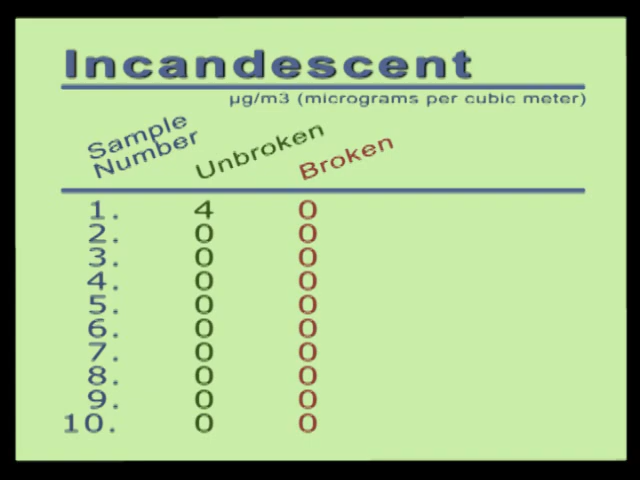 Incandescent
µg/m3 (micrograms per cubic meter)
Sample
Number
Unbroken
Broken
1. 4 0
2. 0 0
3. 0 0
4. 0 0
5. 0 0
6. 0 0
7. 0 0
8. 0 0
9. 0 0
10. 0 0